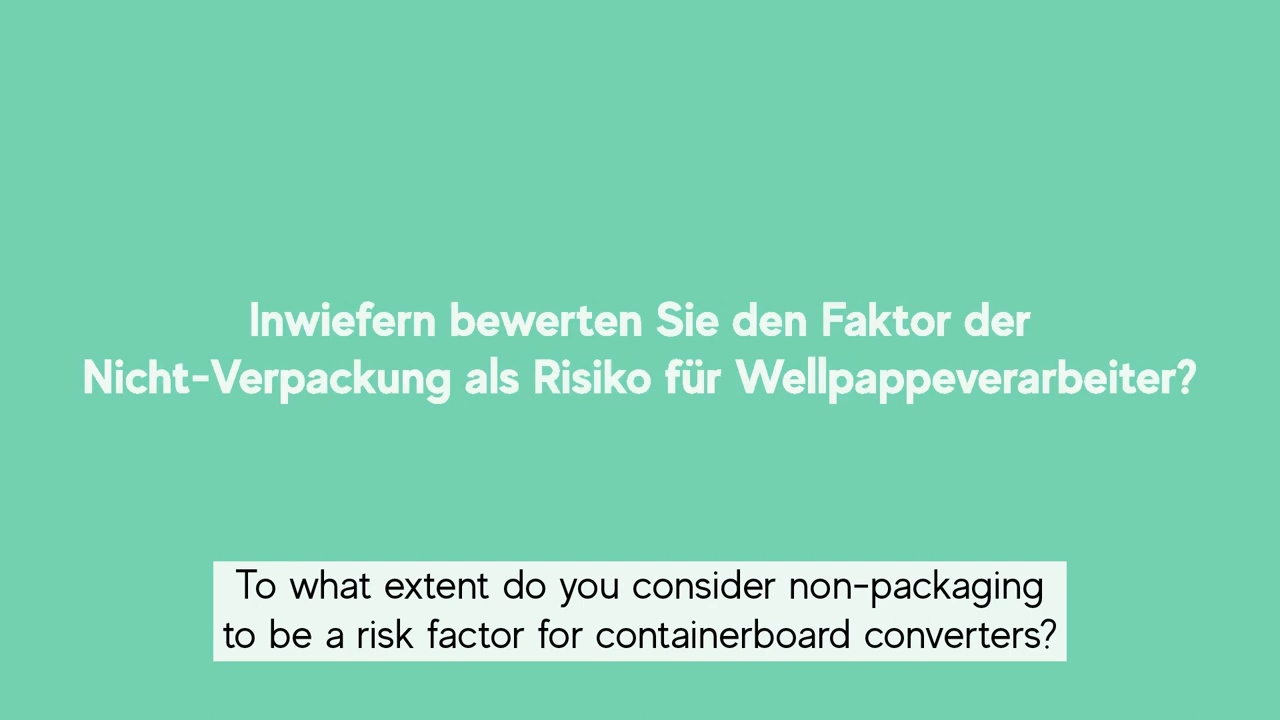 Inwiefern bewerten Sie den Faktor der
Nicht-Verpackung als Risiko für Wellpappeverarbeiter?
To what extent do you consider non-packaging
to be a risk factor for containerboard converters?